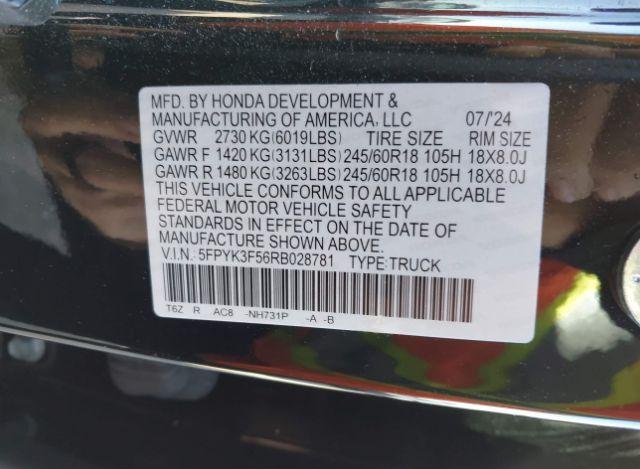 MFD. BY HONDA DEVELOPMENT &
MANUFACTURING OF AMERICA, LLC 07/'24
GVWR 2730 KG(6019LBS) TIRE SIZE RIM SIZE
GAWR F 1420 KG(3131LBS) 245/60R18 105H 18X8.0J
GAWR R 1480 KG(3263LBS) 245/60R18 105H 18X8.0J
THIS VEHICLE CONFORMS TO ALL APPLICABLE
FEDERAL MOTOR VEHICLE SAFETY
STANDARDS IN EFFECT ON THE DATE OF
MANUFACTURE SHOWN ABOVE.
V.I.N.: 5FPYK3F56RB028781 TYPE:TRUCK
T6Z R AC8 -NH731P -A -B